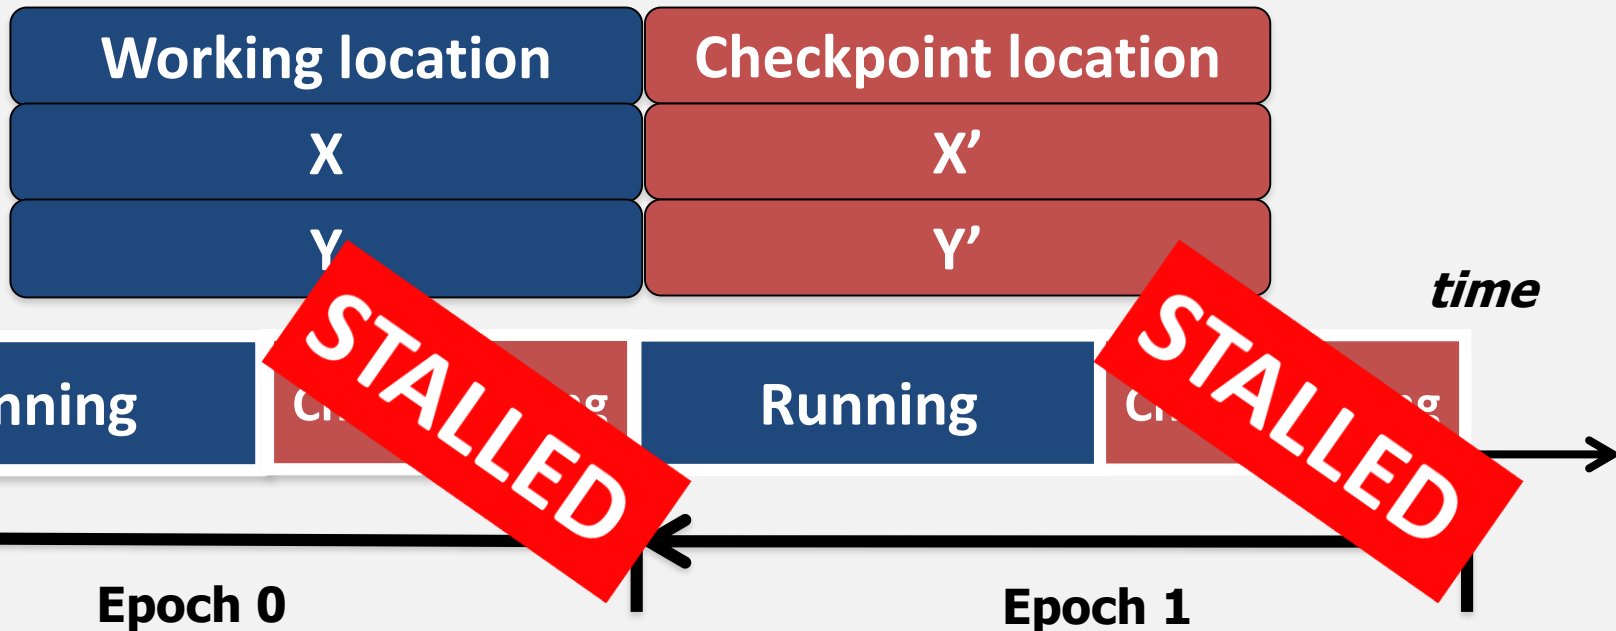 Working location
Checkpoint location
X
X’
Y
Y’
time
nning
STALLED
Running
STALLED
Epoch 0
Epoch 1